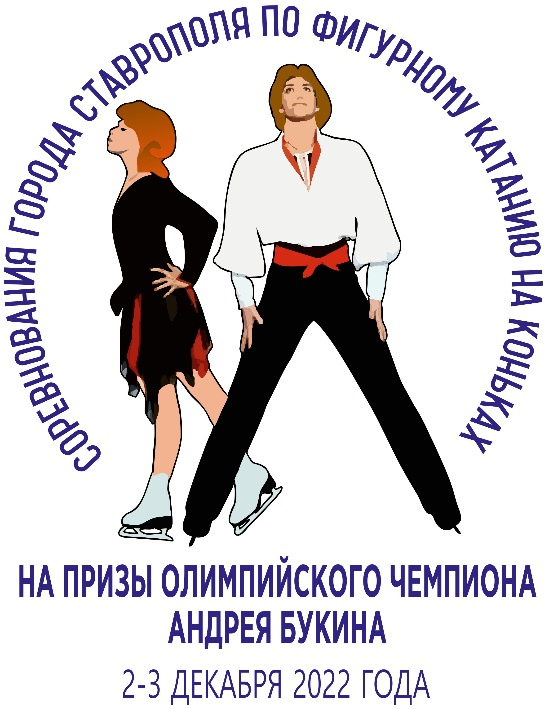 СОРЕВНОВАНИЯ ГОРОДА СТАВРОПОЛЯ ПО ФИГУРНОМУ КАТАНИЮ НА КОНЬКАХ
НА ПРИЗЫ ОЛИМПИЙСКОГО ЧЕМПИОНА
АНДРЕЯ БУКИНА
2-3 ДЕКАБРЯ 2022 ГОДА